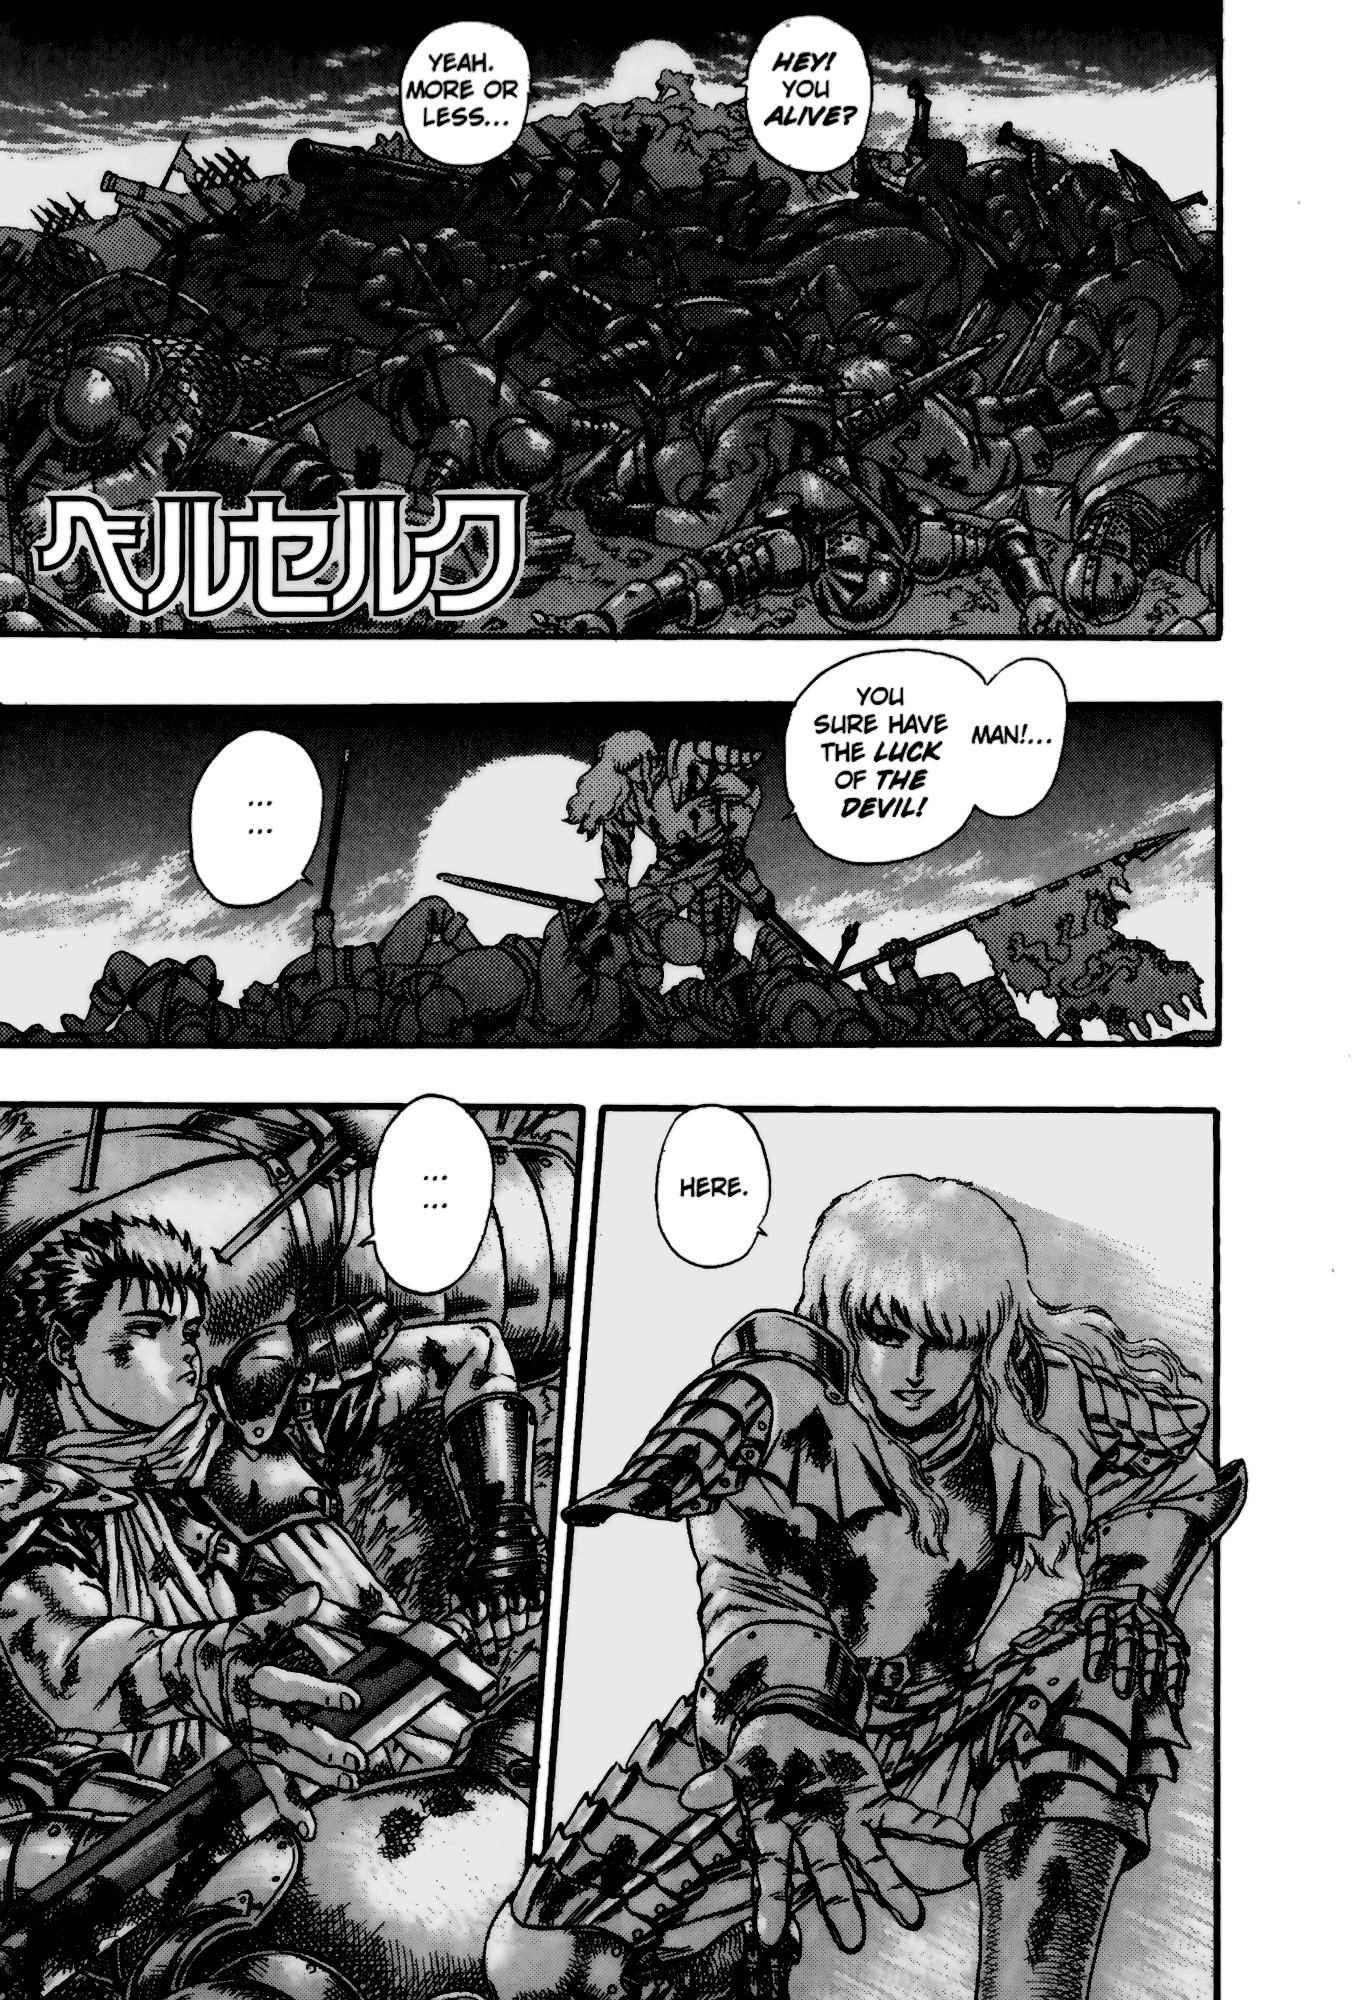 HEY!
YOU
ALIVE?
YEAH.
MORE OR
LESS...
ベルセルク
MAN!...
YOU
SURE HAVE
THE LUCK
OF THE
DEVIL!
...
...
HERE.
...
...